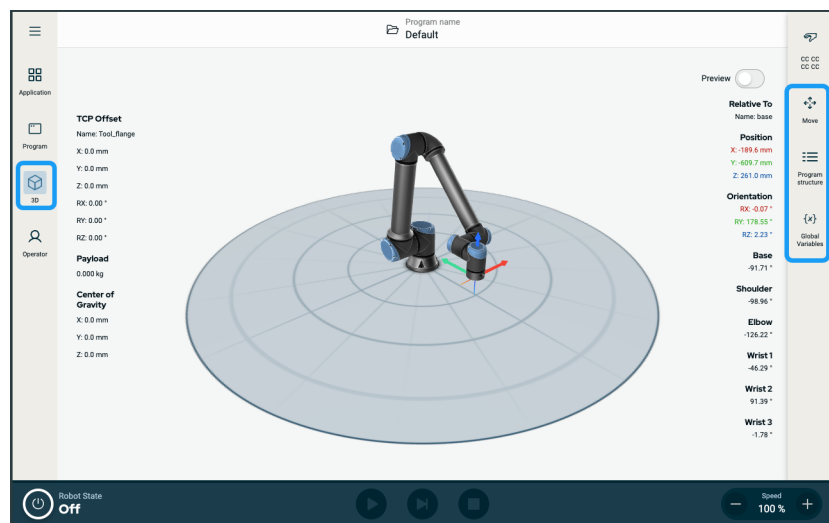 Program name
Default
Application
Program
3D
Operator
TCP Offset
Name: Tool_flange
X: 0.0 mm
Y: 0.0 mm
Z: 0.0 mm
RX: 0.00 °
RY: 0.00 °
RZ: 0.00 °
Payload
0.000 kg
Center of
Gravity
X: 0.0 mm
Y: 0.0 mm
Z: 0.0 mm
Preview
Relative To
Name: base
Position
X: -189.6 mm
Y: -609.7 mm
Z: 261.0 mm
Orientation
RX: -0.07 °
RY: 178.55 °
RZ: 2.23 °
Base
-91.71 °
Shoulder
-98.96 °
Elbow
-126.22 °
Wrist 1
-46.29 °
Wrist 2
91.39 °
Wrist 3
-1.78 °
CC CC
CC CC
Move
Program
structure
{x}
Global
Variables
Robot State
Off
Speed
100 %